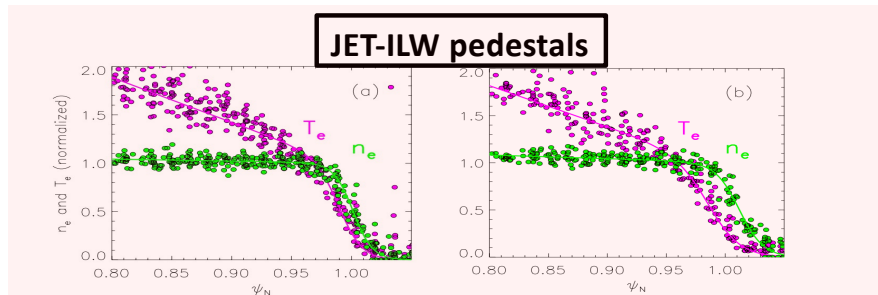 JET-ILW pedestals
n_e and T_e (normalized)
2.0
1.5
1.0
0.5
0.0
(a)
T_e
n_e
0.80 0.85 0.90 0.95 1.00
ψ_N
2.0
1.5
1.0
0.5
0.0
(b)
T_e
n_e
0.80 0.85 0.90 0.95 1.00
ψ_N